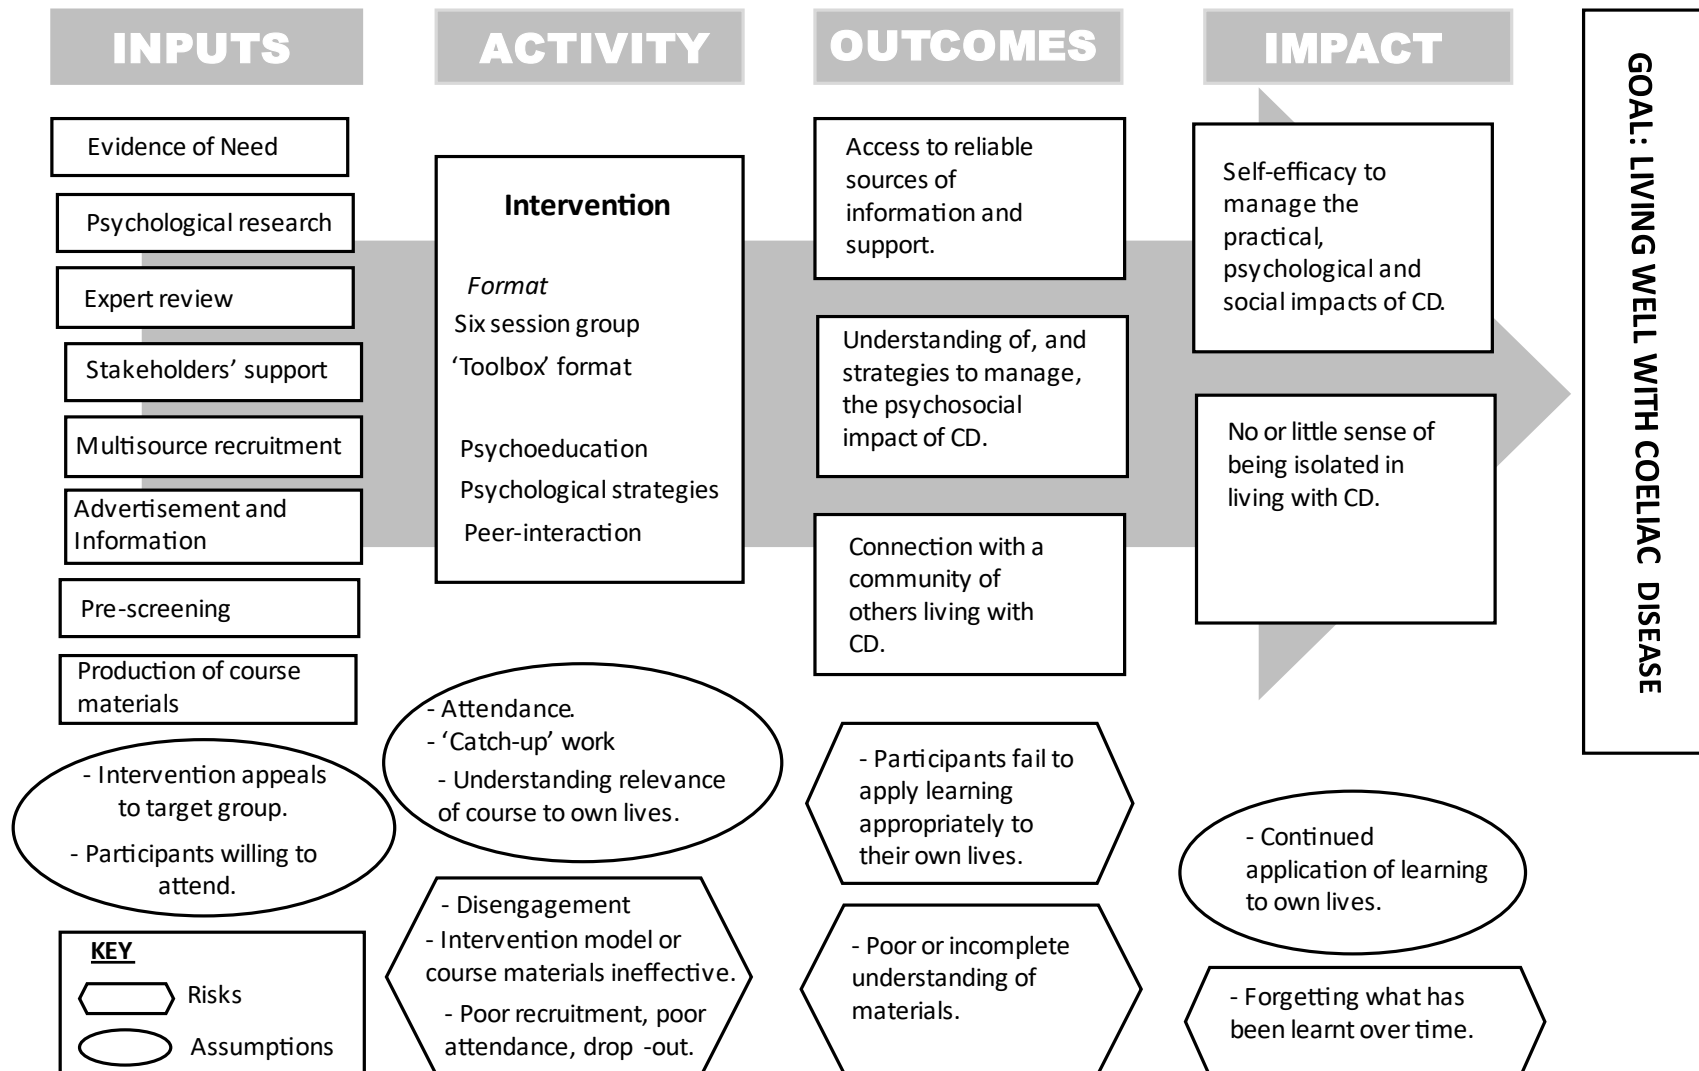 INPUTS
ACTIVITY
OUTCOMES
IMPACT
Evidence of Need
Psychological research
Expert review
Stakeholders’ support
Multisource recruitment
Advertisement and
Information
Pre-screening
Production of course
materials
- Intervention appeals
to target group.
- Participants willing to
attend.
KEY
Risks
Assumptions
Intervention
Format
Six session group
‘Toolbox’ format
Psychoeducation
Psychological strategies
Peer-interaction
- Attendance.
- ‘Catch-up’ work
- Understanding relevance
of course to own lives.
- Disengagement
- Intervention model or
course materials ineffective.
- Poor recruitment, poor
attendance, drop -out.
Access to reliable
sources of
information and
support.
Understanding of, and
strategies to manage,
the psychosocial
impact of CD.
Connection with a
community of
others living with
CD.
- Participants fail to
apply learning
appropriately to
their own lives.
- Poor or incomplete
understanding of
materials.
Self-efficacy to
manage the
practical,
psychological and
social impacts of CD.
No or little sense of
being isolated in
living with CD.
- Continued
application of learning
to own lives.
- Forgetting what has
been learnt over time.
GOAL: LIVING WELL WITH COELIAC DISEASE